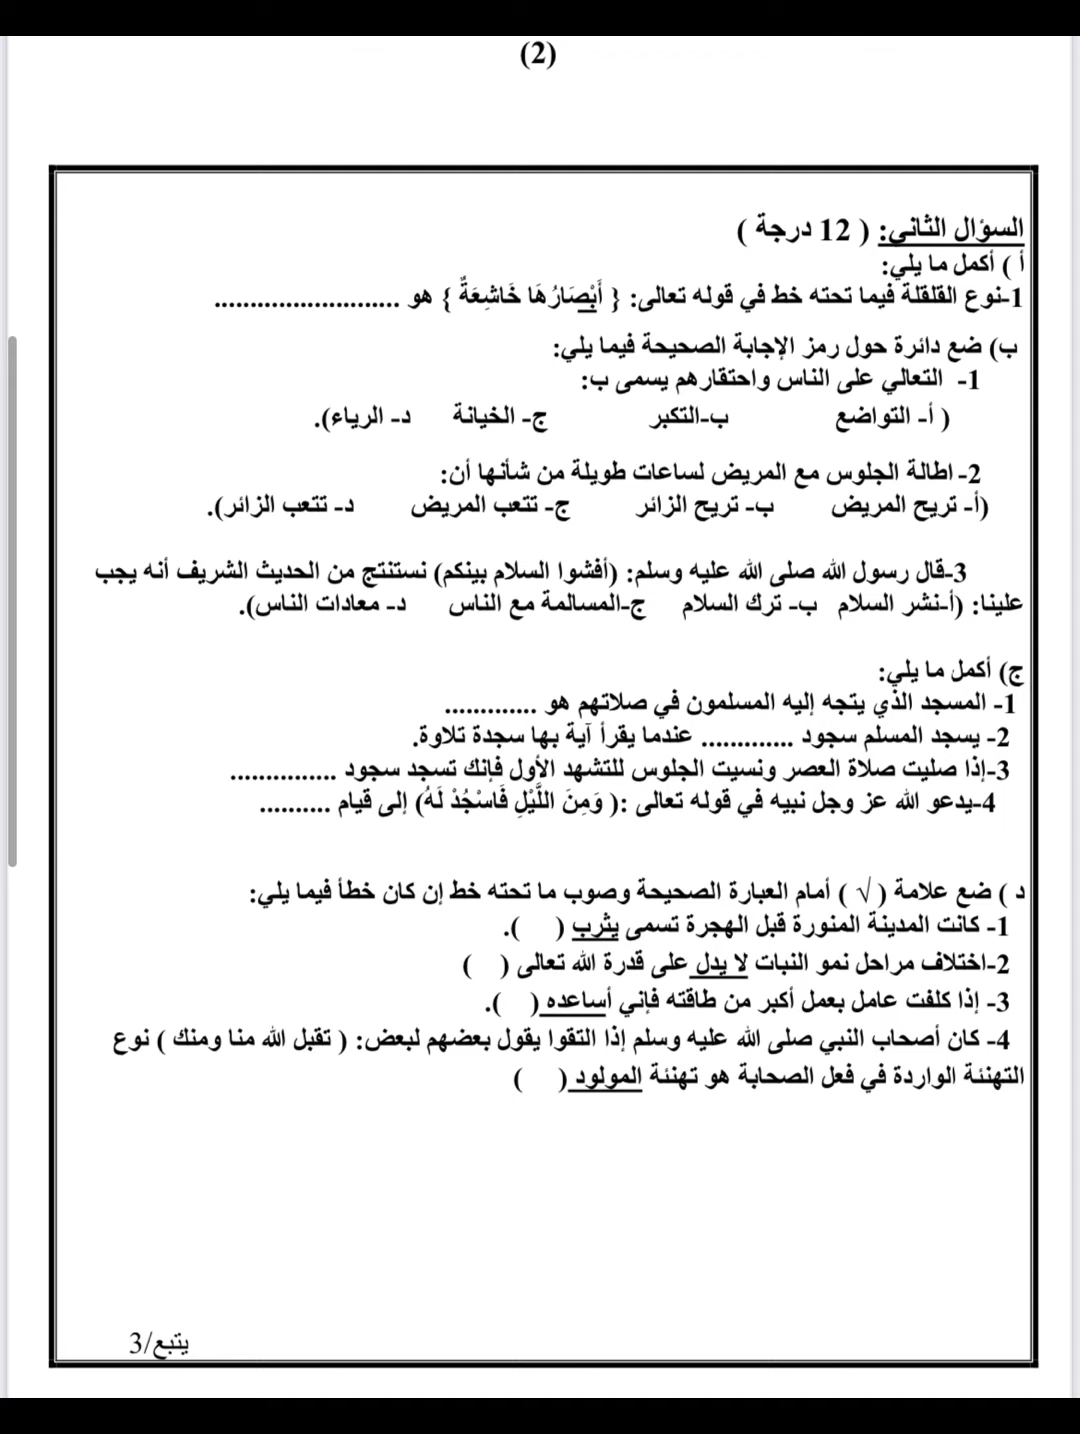 (2)
السؤال الثاني: ( 12 درجة )
أ ) أكمل ما يلي:
1-نوع القلقلة فيما تحته خط في قوله تعالى: { أَبْصَارُهَا خَاشِعَةٌ } هو ..........................
ب) ضع دائرة حول رمز الإجابة الصحيحة فيما يلي:
1- التعالي على الناس واحتقارهم يسمى ب:
( أ- التواضع ب-التكبر ج- الخيانة د- الرياء).
2- اطالة الجلوس مع المريض لساعات طويلة من شأنها أن:
(أ- تريح المريض ب- تريح الزائر ج- تتعب المريض د- تتعب الزائر).
3-قال رسول الله صلى الله عليه وسلم: (أفشوا السلام بينكم) نستنتج من الحديث الشريف أنه يجب
علينا: (أ-نشر السلام ب- ترك السلام ج-المسالمة مع الناس د- معادات الناس).
ج) أكمل ما يلي:
1- المسجد الذي يتجه إليه المسلمون في صلاتهم هو .............
2- يسجد المسلم سجود ............. عندما يقرأ آية بها سجدة تلاوة.
3-إذا صليت صلاة العصر ونسيت الجلوس للتشهد الأول فإنك تسجد سجود ...............
4-يدعو الله عز وجل نبيه في قوله تعالى :( وَمِنَ اللَّيْلِ فَاسْجُدْ لَهُ) إلى قيام ..........
د ) ضع علامة ( √ ) أمام العبارة الصحيحة وصوب ما تحته خط إن كان خطأ فيما يلي:
1- كانت المدينة المنورة قبل الهجرة تسمى يثرب ( ).
2-اختلاف مراحل نمو النبات لا يدل على قدرة الله تعالى ( )
3- إذا كلفت عامل بعمل أكبر من طاقته فإني أساعده ( ).
4- كان أصحاب النبي صلى الله عليه وسلم إذا التقوا يقول بعضهم لبعض: ( تقبل الله منا ومنك ) نوع
التهنئة الواردة في فعل الصحابة هو تهنئة المولود ( )
يتبع/3